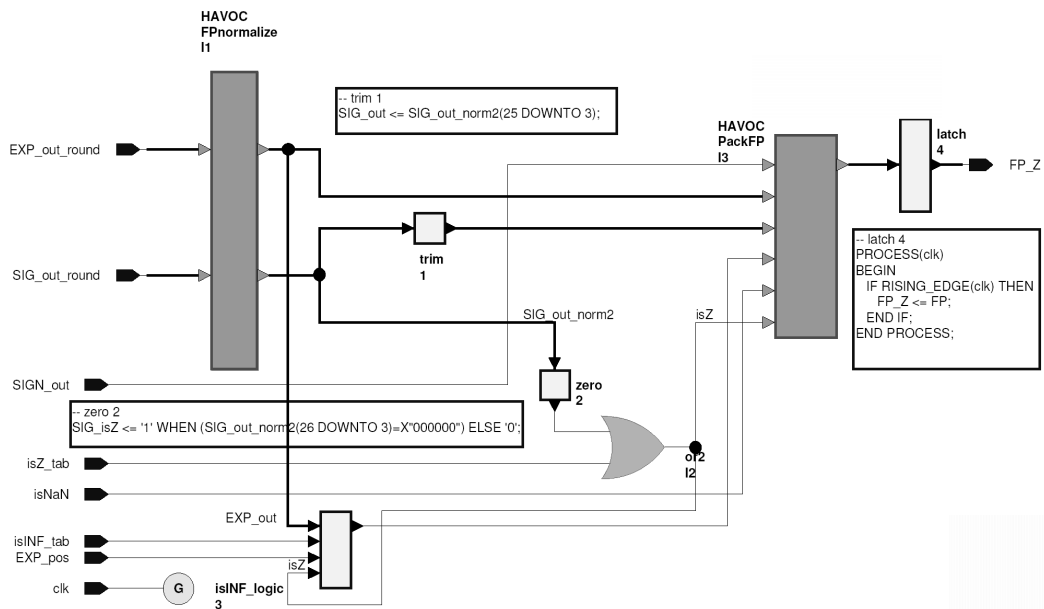 HAVOC
FPnormalize
I1
-- trim 1
SIG_out <= SIG_out_norm2(25 DOWNTO 3);
HAVOC
PackFP
I3
latch
4
EXP_out_round
FP_Z
trim
1
-- latch 4
PROCESS(clk)
BEGIN
IF RISING_EDGE(clk) THEN
FP_Z <= FP;
END IF;
END PROCESS;
SIG_out_round
SIG_out_norm2
isZ
SIGN_out
zero
2
-- zero 2
SIG_isZ <= '1' WHEN (SIG_out_norm2(26 DOWNTO 3)=X"000000") ELSE '0';
isZ_tab
or2
I2
isNaN
EXP_out
isINF_tab
EXP_pos
isZ
clk
G
isINF_logic
3